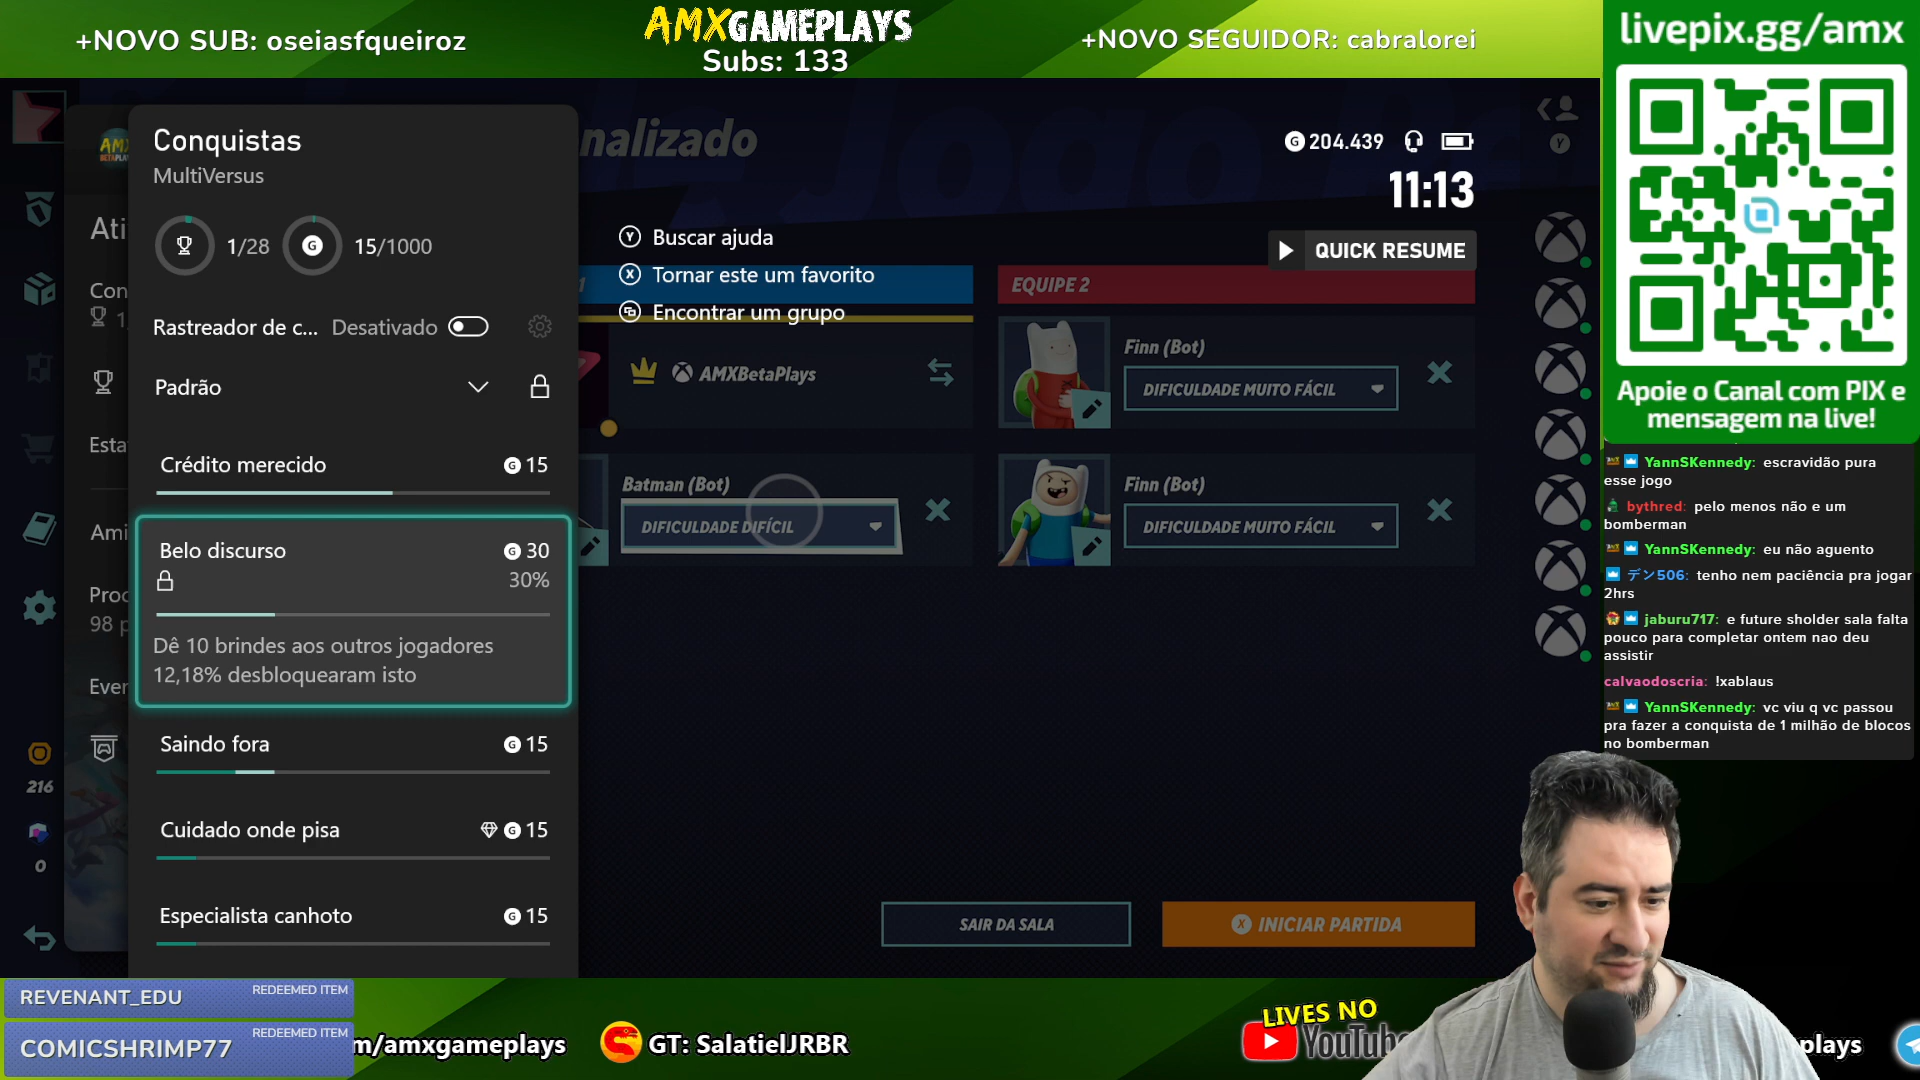 +NOVO SUB: oseiasfqueiroz
AMXGAMEPLAYS
Subs: 133
+NOVO SEGUIDOR: cabralorei
livepix.gg/amx
Apoie o Canal com PIX e
mensagem na live!
Conquistas
MultiVersus
1/28
G
15/1000
Rastreador de c...
Desativado
Padrão
Crédito merecido
G 15
Belo discurso
G 30
30%
Dê 10 brindes aos outros jogadores
12,18% desbloquearam isto
Saindo fora
G 15
Cuidado onde pisa
G 15
Especialista canhoto
G 15
Y Buscar ajuda
X Tornar este um favorito
Encontrar um grupo
nalizado
G 204.439
11:13
QUICK RESUME
Y
EQUIPE 2
AMXBetaPlays
Finn (Bot)
DIFICULDADE MUITO FÁCIL
Batman (Bot)
DIFICULDADE DIFÍCIL
Finn (Bot)
DIFICULDADE MUITO FÁCIL
SAIR DA SALA
X INICIAR PARTIDA
Ati
Con
Esta
Ami
Proc
98 p
Ever
216
0
YannSKennedy: escravidão pura
esse jogo
bythred: pelo menos não e um
bomberman
YannSKennedy: eu não aguento
デン506: tenho nem paciência pra jogar
2hrs
jaburu717: e future sholder sala falta
pouco para completar ontem nao deu
assistir
calvaodoscria: !xablaus
YannSKennedy: vc viu q vc passou
pra fazer a conquista de 1 milhão de blocos
no bomberman
REVENANT_EDU
REDEEMED ITEM
COMICSHRIMP77
REDEEMED ITEM
m/amxgameplays
GT: SalatielJRBR
LIVES NO
YouTube
plays